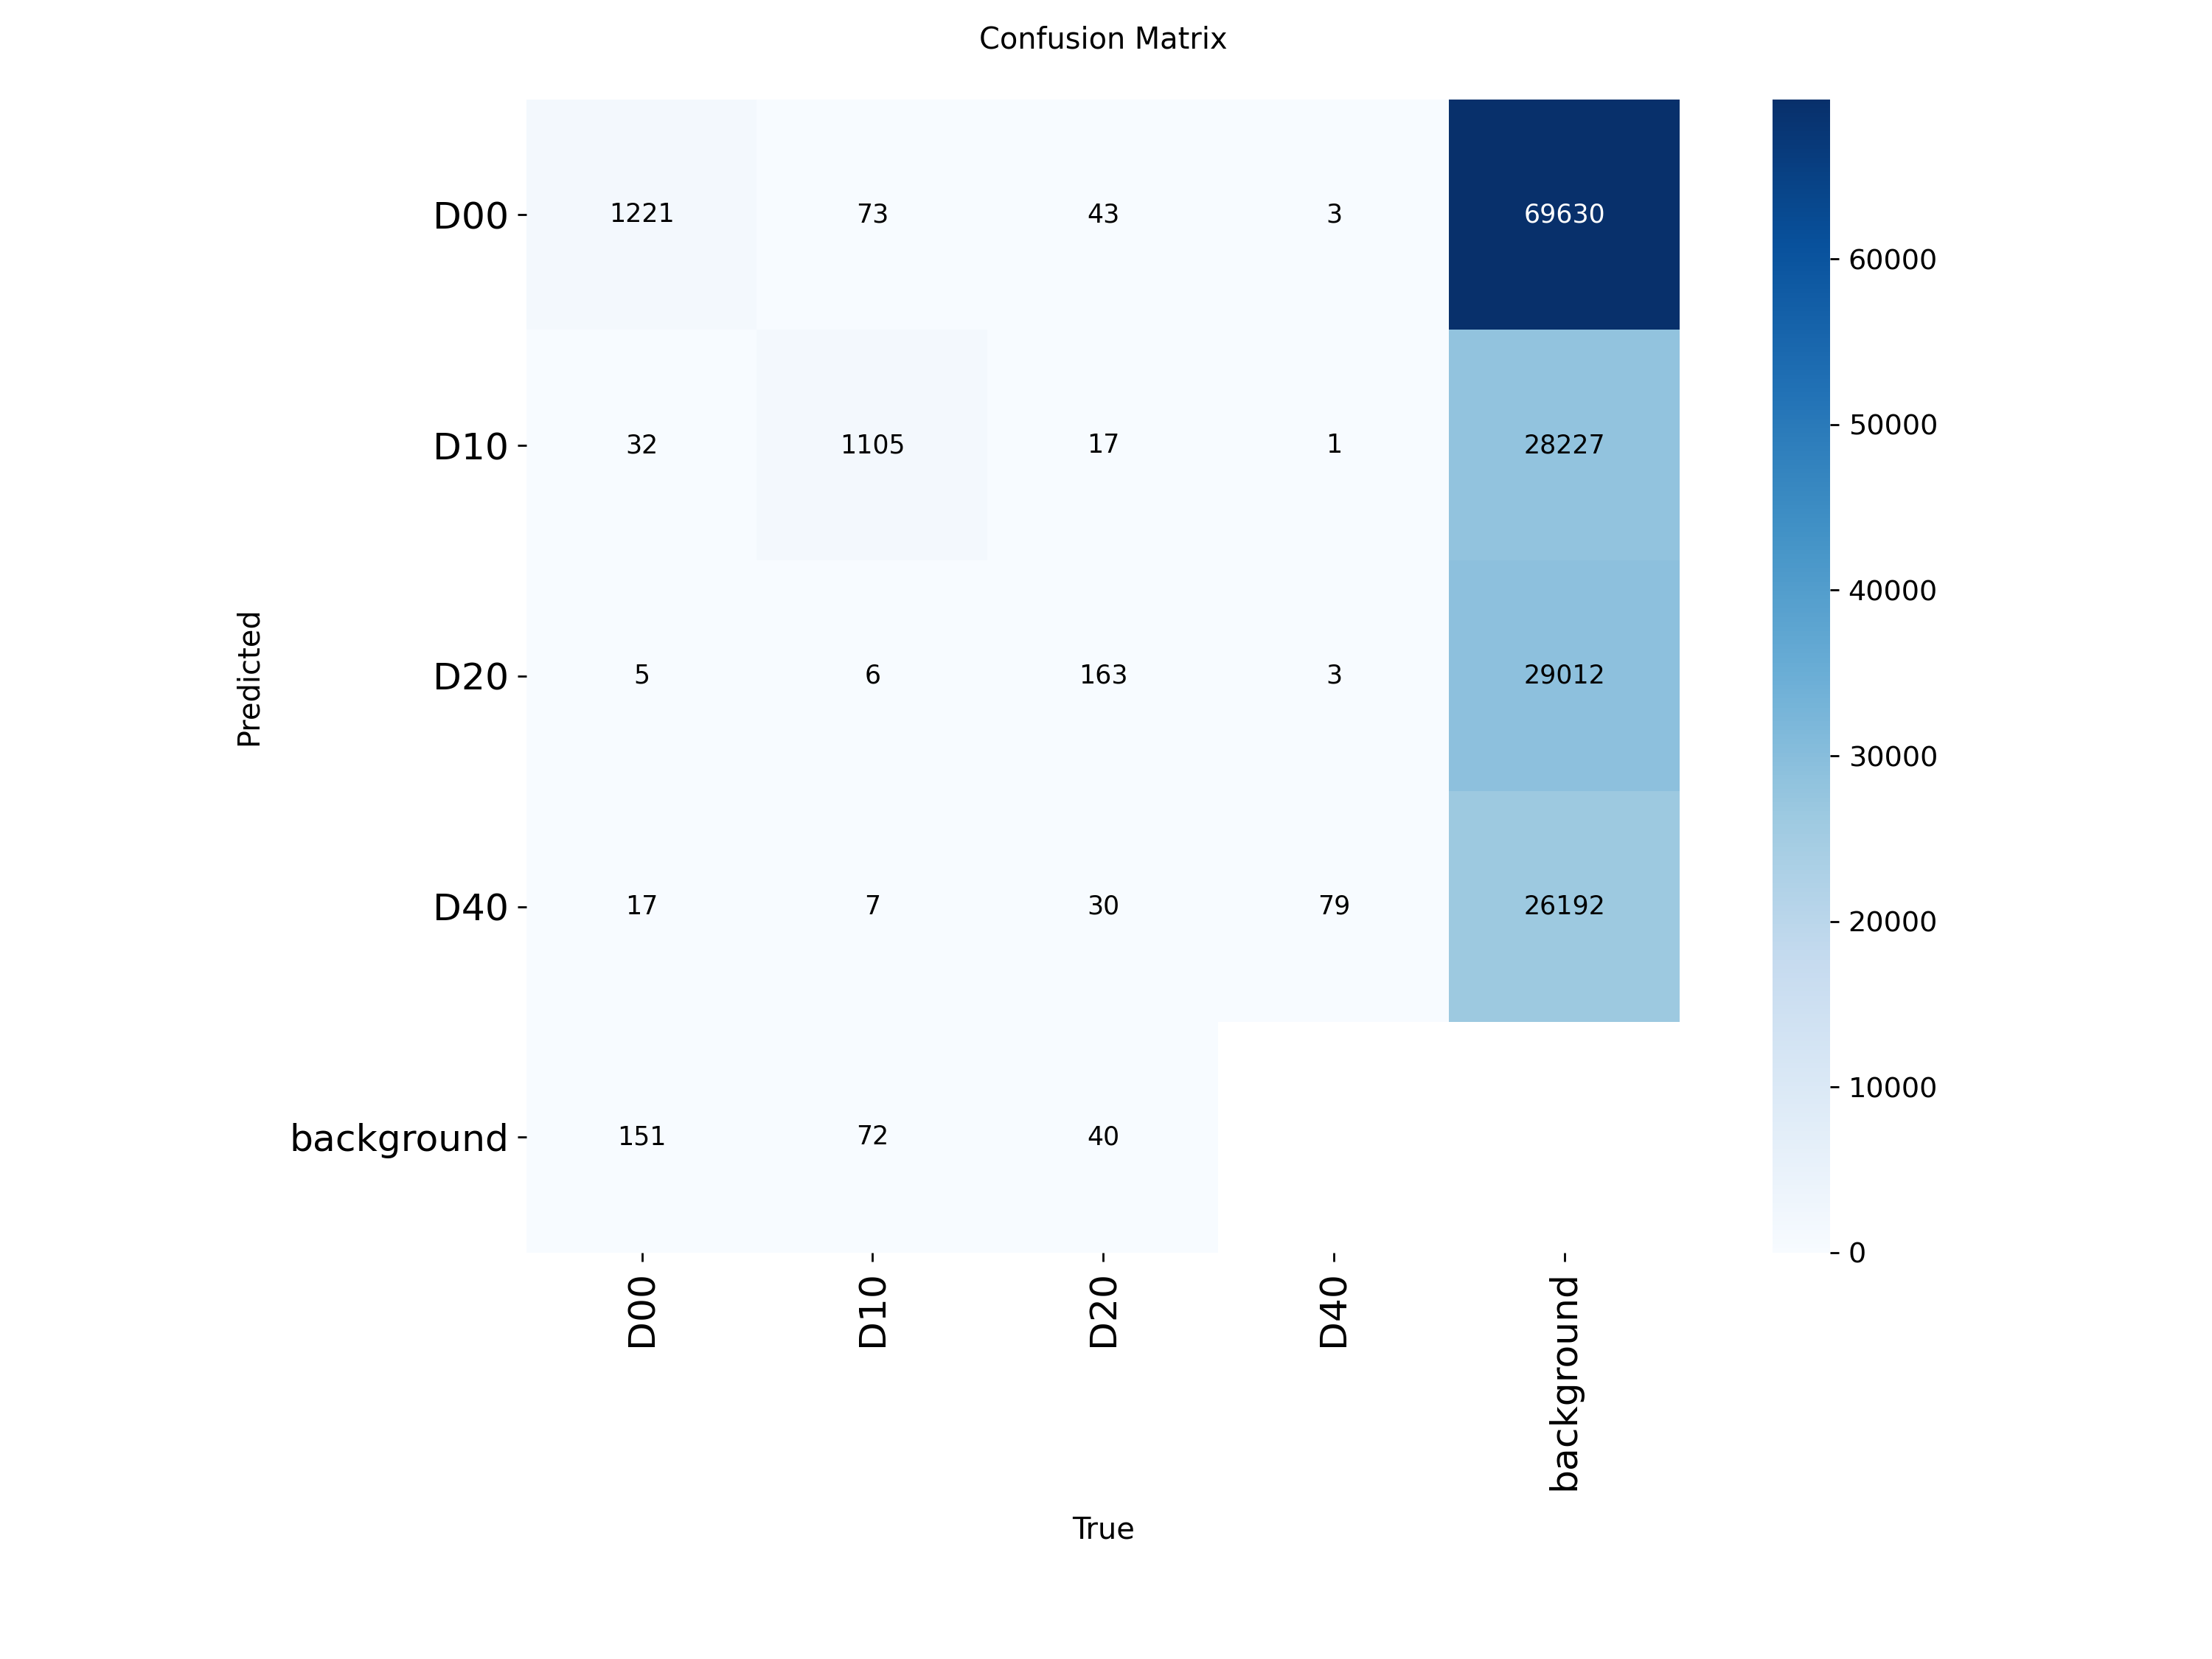 Confusion Matrix
D00 1221 73 43 3 69630
D10 32 1105 17 1 28227
D20 5 6 163 3 29012
D40 17 7 30 79 26192
background 151 72 40
D00 D10 D20 D40 background
Predicted
True
60000
50000
40000
30000
20000
10000
0